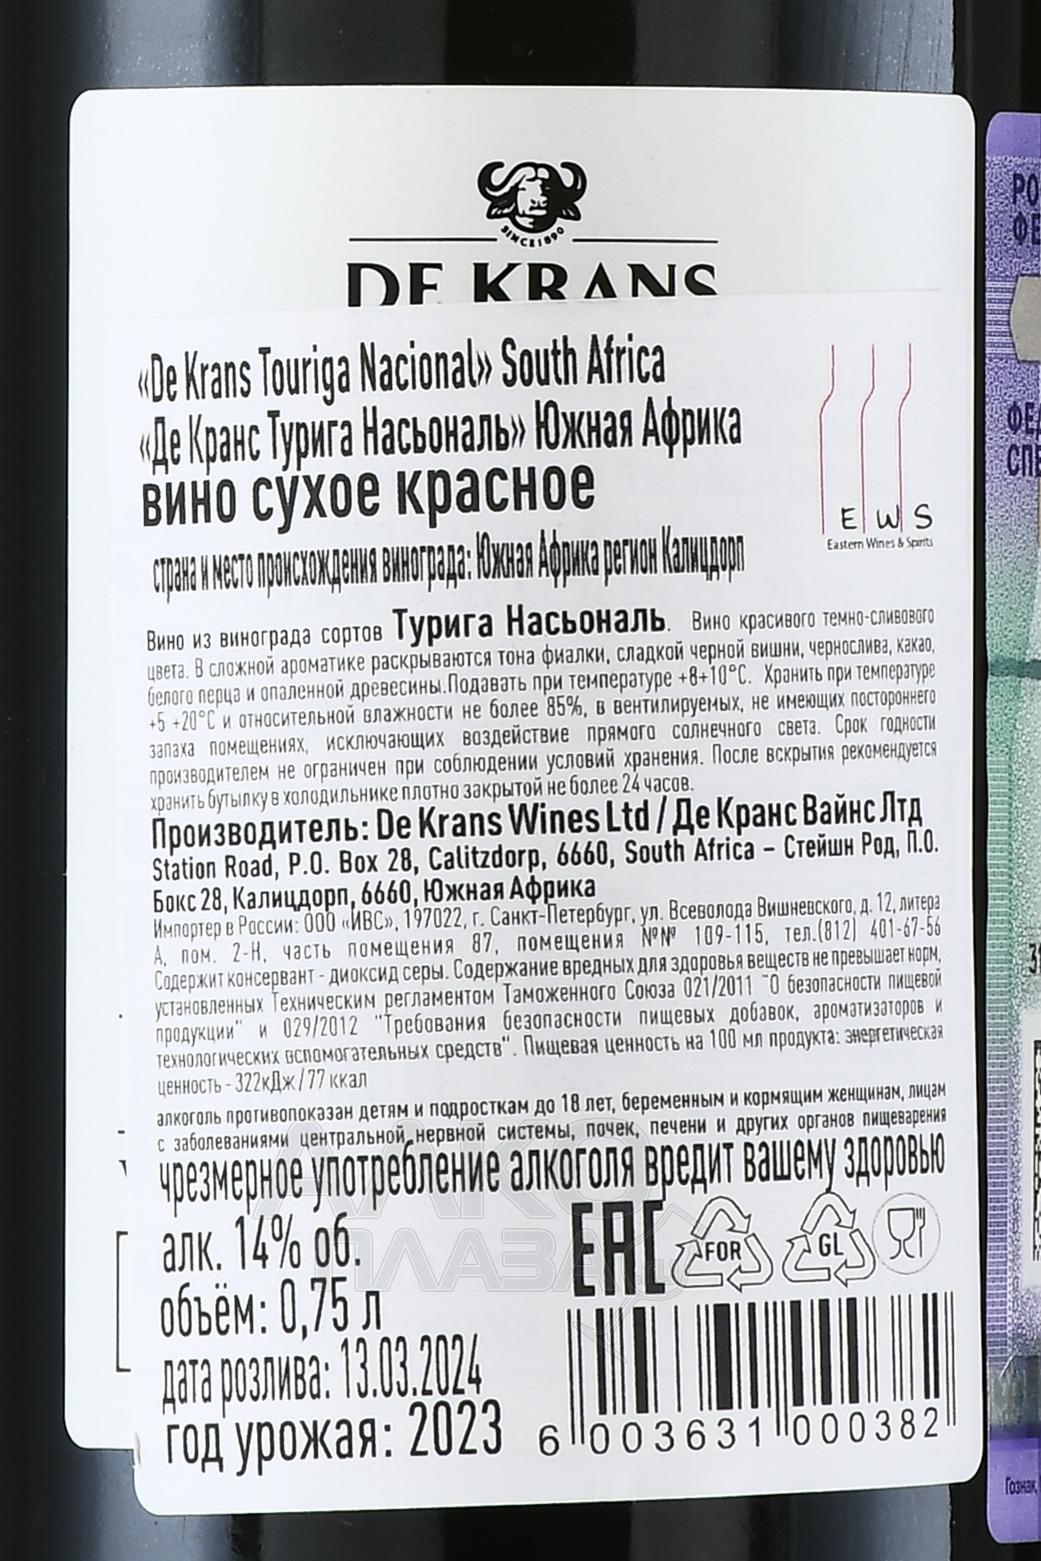 SINCE 1890
DE KRANS
«De Krans Touriga Nacional» South Africa
«Де Кранс Турига Насьональ» Южная Африка
вино сухое красное
E W S
Eastern Wines & Spirits
страна и место происхождения винограда: Южная Африка регион Калицдорп
Вино из винограда сортов Турига Насьональ. Вино красивого темно-сливового
цвета. В сложной ароматике раскрываются тона фиалки, сладкой черной вишни, чернослива, какао,
белого перца и опаленной древесины.Подавать при температуре +8+10°С. Хранить при температуре
+5 +20°С и относительной влажности не более 85%, в вентилируемых, не имеющих постороннего
запаха помещениях, исключающих воздействие прямого солнечного света. Срок годности
производителем не ограничен при соблюдении условий хранения. После вскрытия рекомендуется
хранить бутылку в холодильнике плотно закрытой не более 24 часов.
Производитель: De Krans Wines Ltd / Де Кранс Вайнс Лтд
Station Road, P.O. Box 28, Calitzdorp, 6660, South Africa – Стейшн Род, П.О.
Бокс 28, Калицдорп, 6660, Южная Африка
Импортер в России: ООО «ИВС», 197022, г. Санкт-Петербург, ул. Всеволода Вишневского, д. 12, литера
А, пом. 2-Н, часть помещения 87, помещения №№ 109-115, тел.(812) 401-67-56
Содержит консервант - диоксид серы. Содержание вредных для здоровья веществ не превышает норм,
установленных Техническим регламентом Таможенного Союза 021/2011 "О безопасности пищевой
продукции" и 029/2012 "Требования безопасности пищевых добавок, ароматизаторов и
технологических вспомогательных средств". Пищевая ценность на 100 мл продукта: энергетическая
ценность - 322кДж / 77 ккал
алкоголь противопоказан детям и подросткам до 18 лет, беременным и кормящим женщинам, лицам
с заболеваниями центральной нервной системы, почек, печени и других органов пищеварения
чрезмерное употребление алкоголя вредит вашему здоровью
алк. 14% об.
EAC
FOR
GL
объём: 0,75 л
дата розлива: 13.03.2024
год урожая: 2023
6 003631 000382
АЛКО
ПЛАЗА
РО
ФЕ
ФЕД
СПЕ
Гознак,